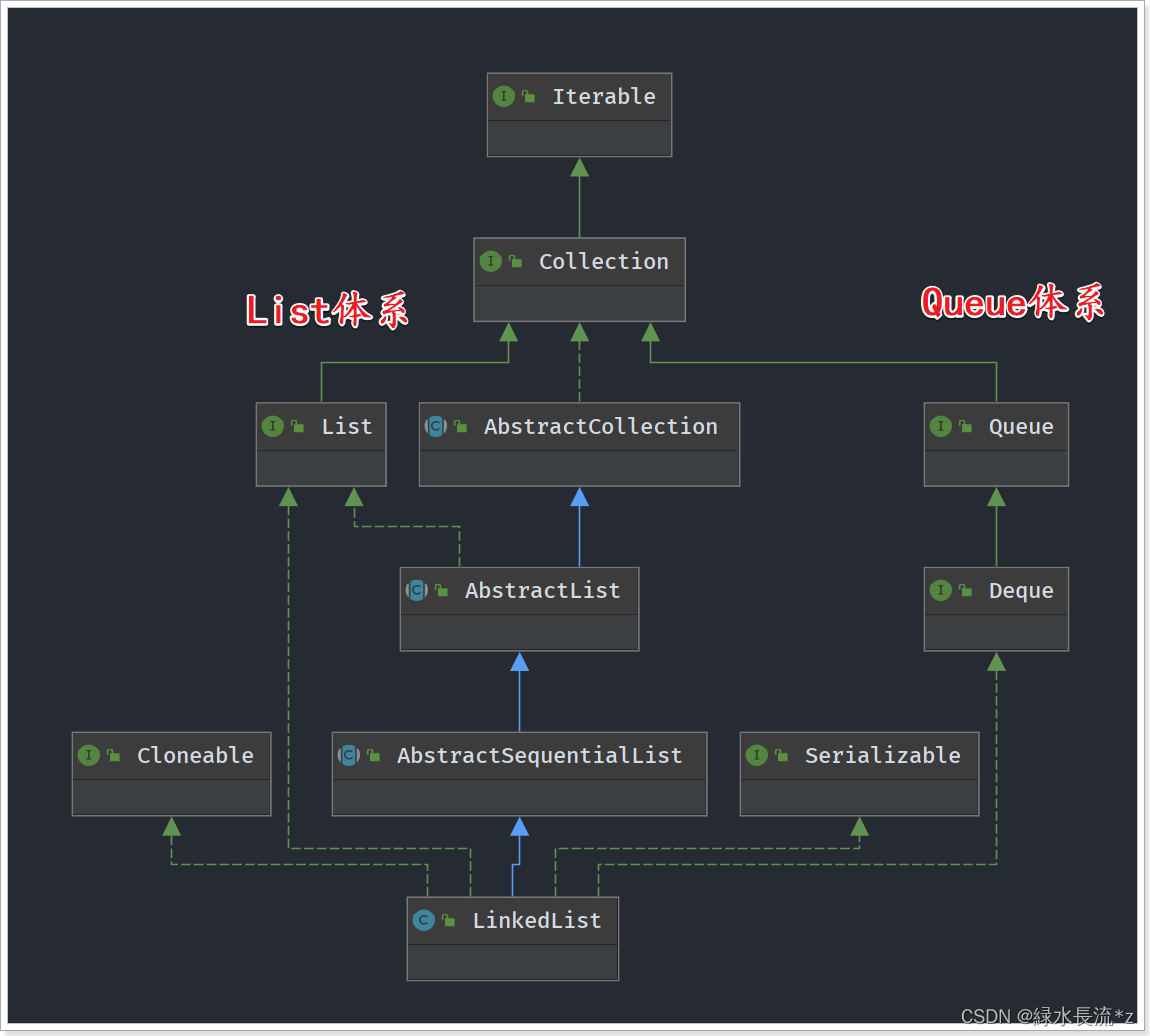 Iterable
Collection
List体系
Queue体系
List
AbstractCollection
Queue
AbstractList
Deque
Cloneable
AbstractSequentialList
Serializable
LinkedList
CSDN @緑水長流*z